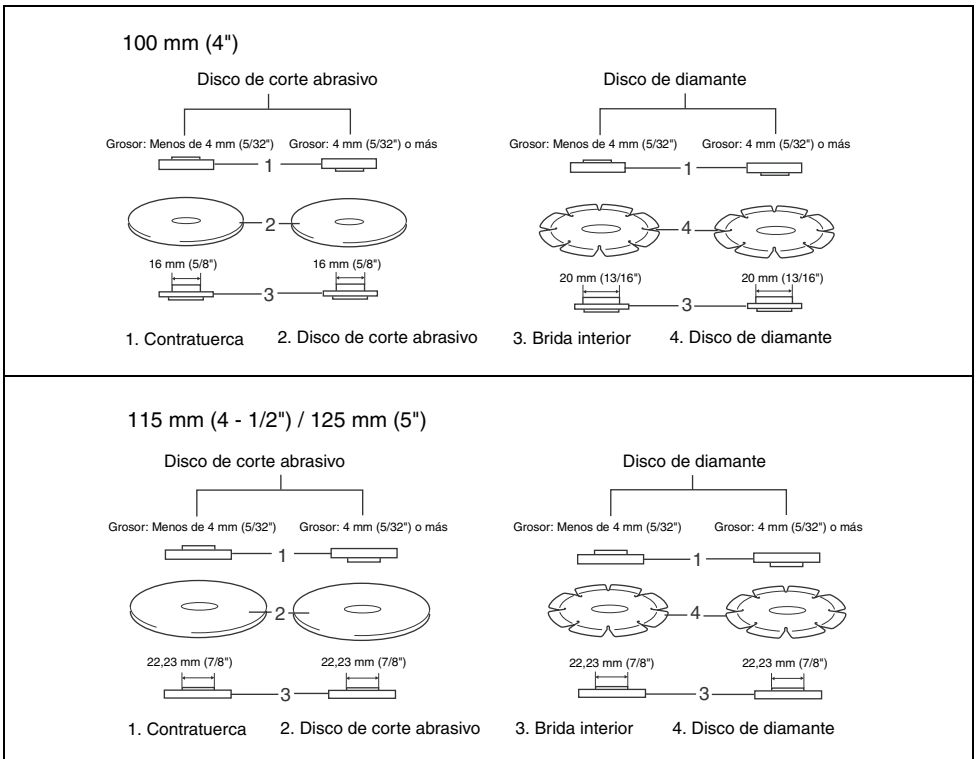 100 mm (4")
Disco de corte abrasivo
Disco de diamante
Grosor: Menos de 4 mm (5/32")
Grosor: 4 mm (5/32") o más
Grosor: Menos de 4 mm (5/32")
Grosor: 4 mm (5/32") o más
1
1
2
4
16 mm (5/8")
16 mm (5/8")
20 mm (13/16")
20 mm (13/16")
3
3
1. Contratuerca
2. Disco de corte abrasivo
3. Brida interior
4. Disco de diamante
115 mm (4 - 1/2") / 125 mm (5")
Disco de corte abrasivo
Disco de diamante
Grosor: Menos de 4 mm (5/32")
Grosor: 4 mm (5/32") o más
Grosor: Menos de 4 mm (5/32")
Grosor: 4 mm (5/32") o más
1
1
2
4
22,23 mm (7/8")
22,23 mm (7/8")
22,23 mm (7/8")
22,23 mm (7/8")
3
3
1. Contratuerca
2. Disco de corte abrasivo
3. Brida interior
4. Disco de diamante